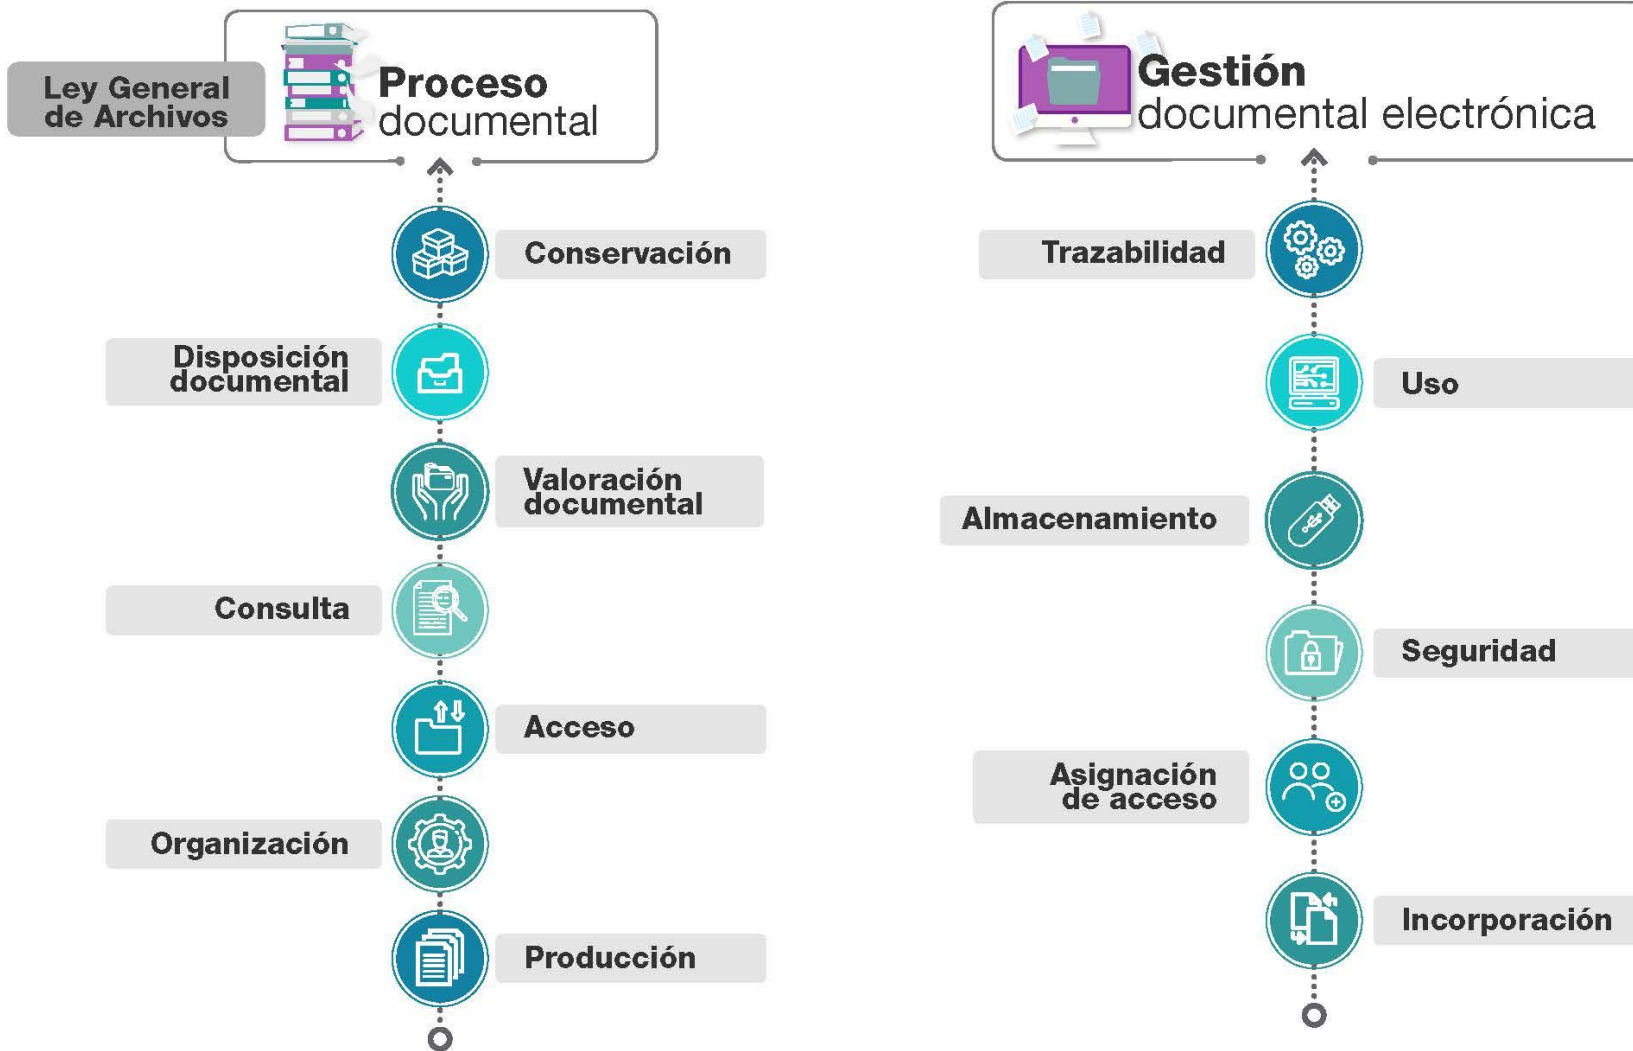 Ley General
de Archivos
Proceso
documental
Conservación
Disposición
documental
Valoración
documental
Consulta
Acceso
Organización
Producción
Gestión
documental electrónica
Trazabilidad
Uso
Almacenamiento
Seguridad
Asignación
de acceso
Incorporación